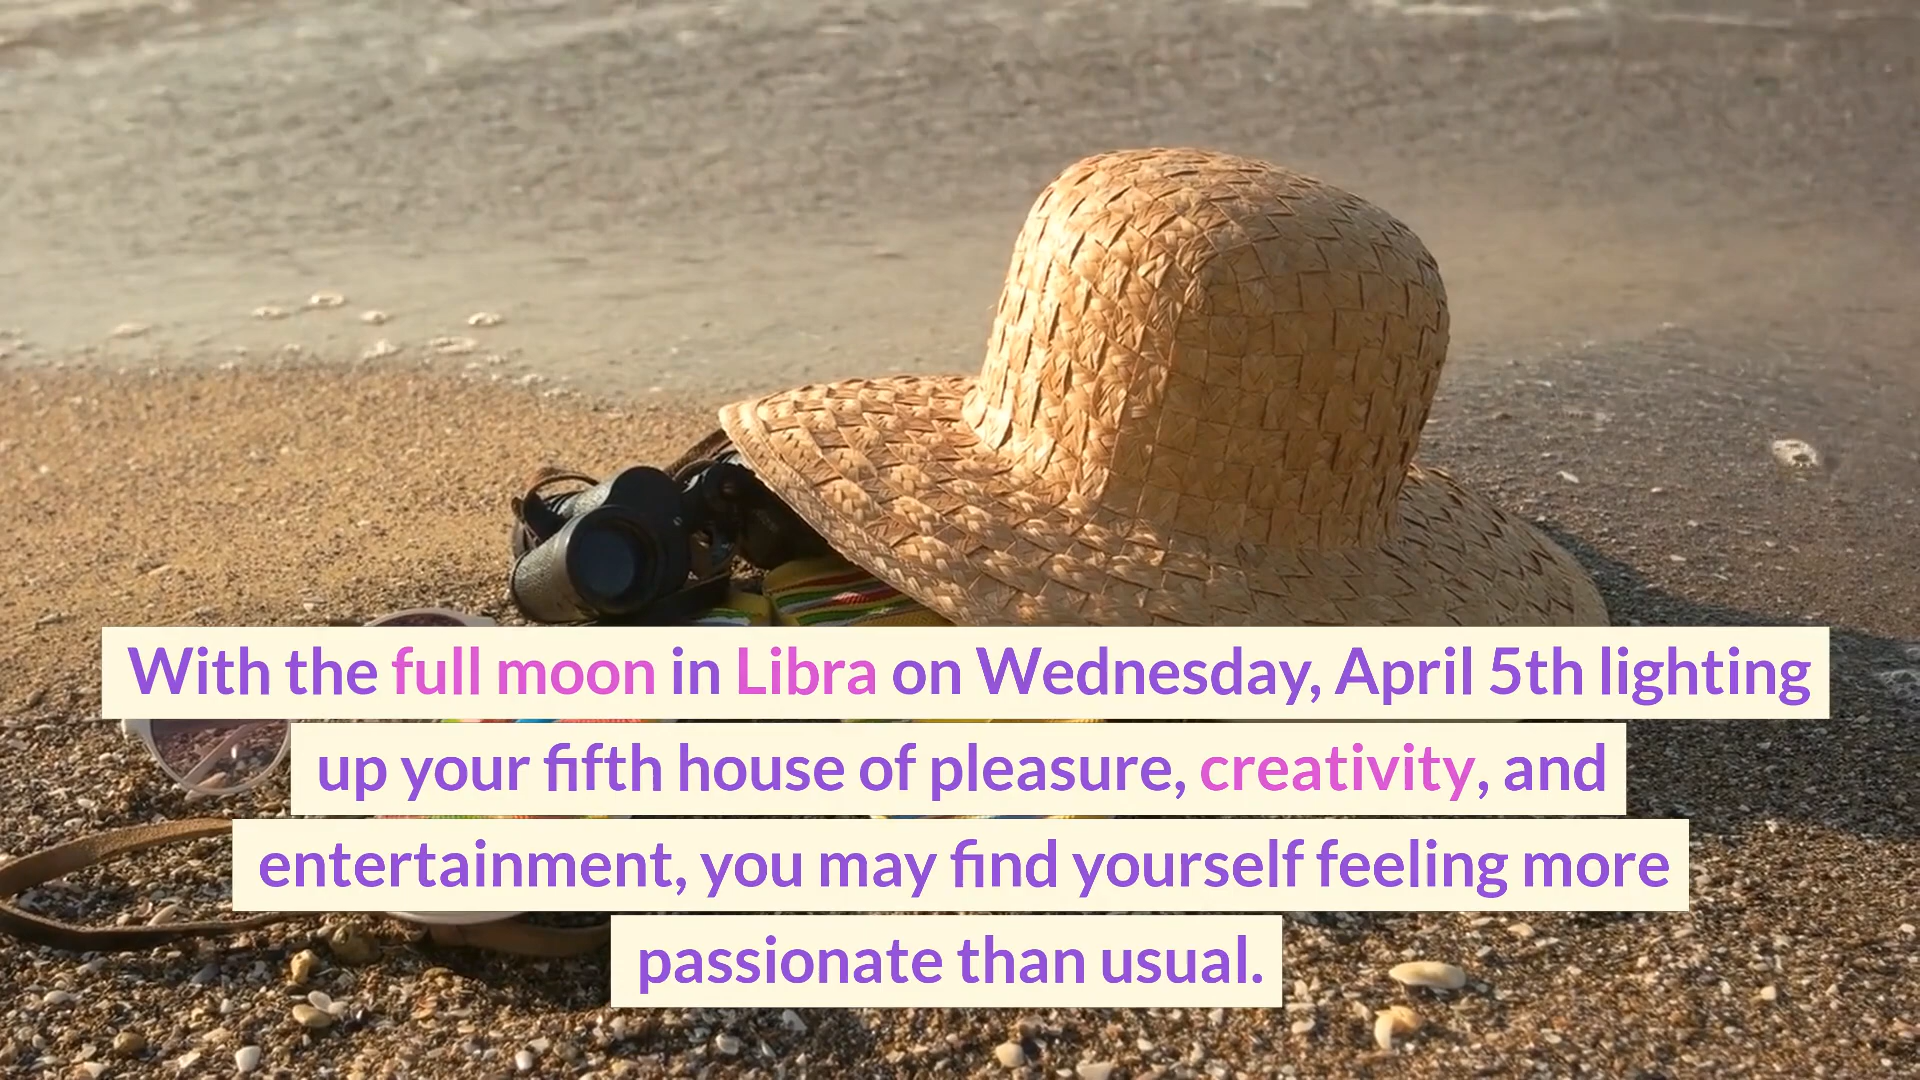 With the full moon in Libra on Wednesday, April 5th lighting
up your fifth house of pleasure, creativity, and
entertainment, you may find yourself feeling more
passionate than usual.